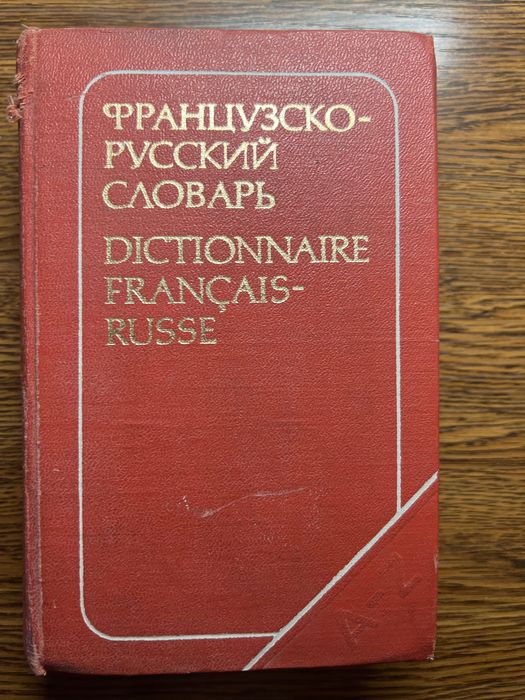 ФРАНЦУЗСКО-
РУССКИЙ
СЛОВАРЬ
DICTIONNAIRE
FRANÇAIS-
RUSSE